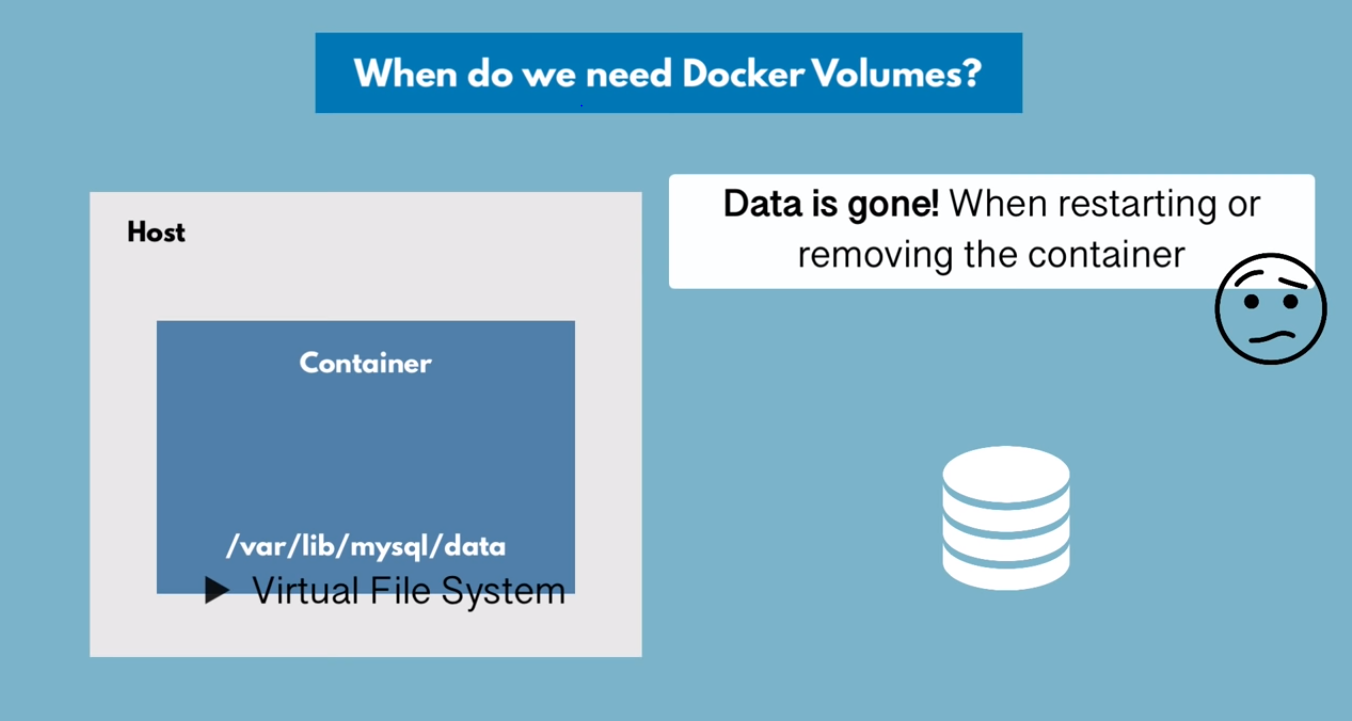 When do we need Docker Volumes?
Host
Container
/var/lib/mysql/data
Virtual File System
Data is gone! When restarting or
removing the container